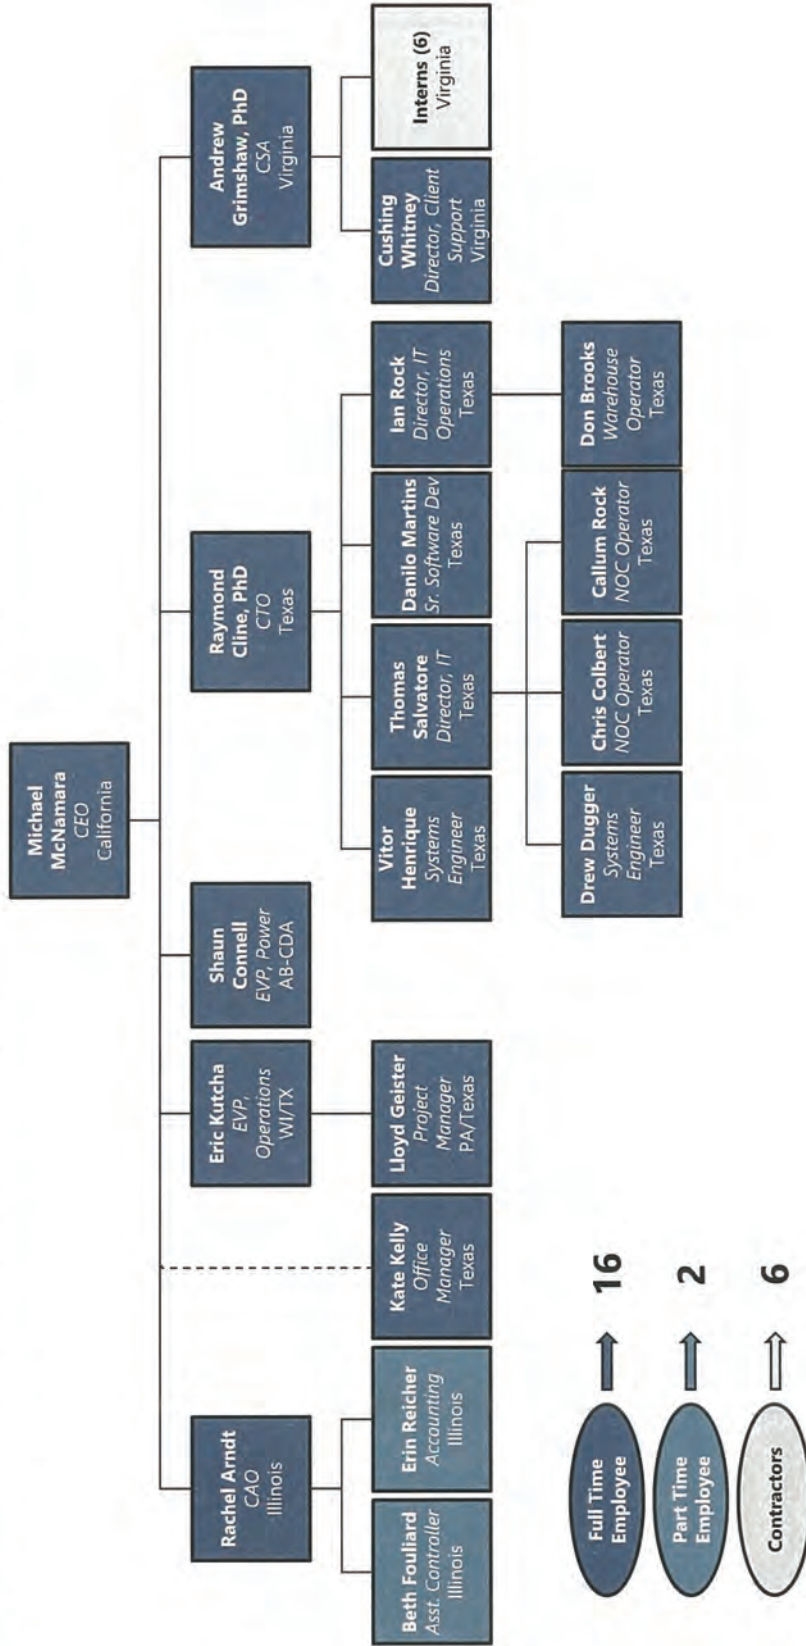 Michael
McNamara
CEO
California
Rachel Arndt
CAO
Illinois
Eric Kutcha
EVP,
Operations
WI/TX
Shaun
Connell
EVP, Power
AB-CDA
Raymond
Cline, PhD
CTO
Texas
Andrew
Grimshaw, PhD
CSA
Virginia
Beth Fouliard
Asst. Controller
Illinois
Erin Reicher
Accounting
Illinois
Kate Kelly
Office
Manager
Texas
Lloyd Geister
Project
Manager
PA/Texas
Vitor
Henrique
Systems
Engineer
Texas
Thomas
Salvatore
Director, IT
Texas
Danilo Martins
Sr. Software Dev
Texas
Ian Rock
Director, IT
Operations
Texas
Cushing
Whitney
Director, Client
Support
Virginia
Interns (6)
Virginia
Drew Dugger
Systems
Engineer
Texas
Chris Colbert
NOC Operator
Texas
Callum Rock
NOC Operator
Texas
Don Brooks
Warehouse
Operator
Texas
Full Time
Employee
16
Part Time
Employee
2
Contractors
6